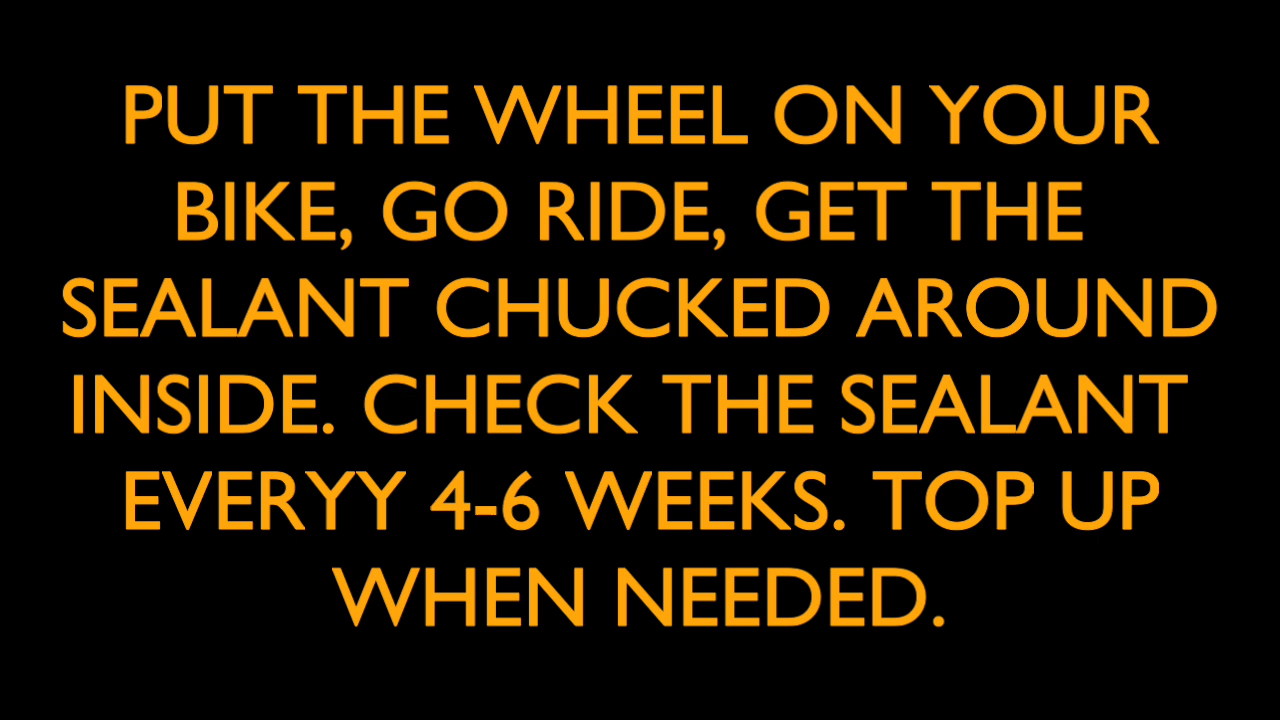 PUT THE WHEEL ON YOUR
BIKE, GO RIDE, GET THE
SEALANT CHUCKED AROUND
INSIDE. CHECK THE SEALANT
EVERYY 4-6 WEEKS. TOP UP
WHEN NEEDED.